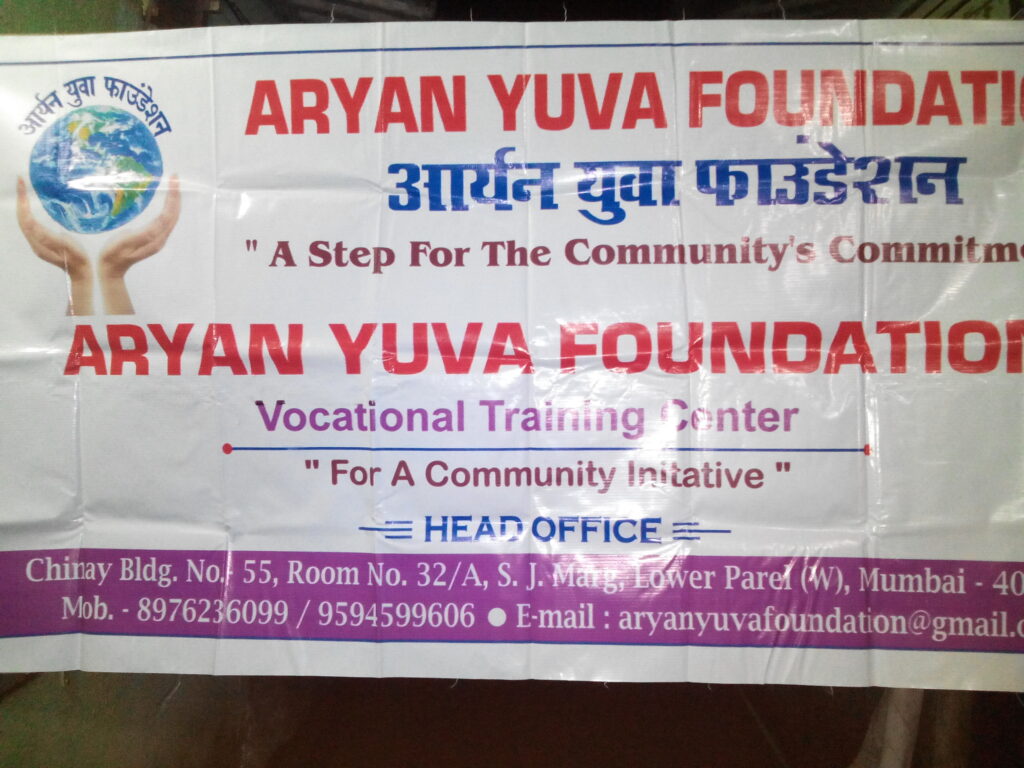 आर्यन युवा फाउंडेशन
ARYAN YUVA FOUNDATI
आर्यन युवा फाउंडेशन
" A Step For The Community's Commitm
ARYAN YUVA FOUNDATION
Vocational Training Center
" For A Community Initative "
HEAD OFFICE
Chinay Bldg. No. 55, Room No. 32/A, S. J. Marg, Lower Parel (W), Mumbai - 40
Mob. - 8976236099 / 9594599606 ● E-mail : aryanyuvafoundation@gmail.c